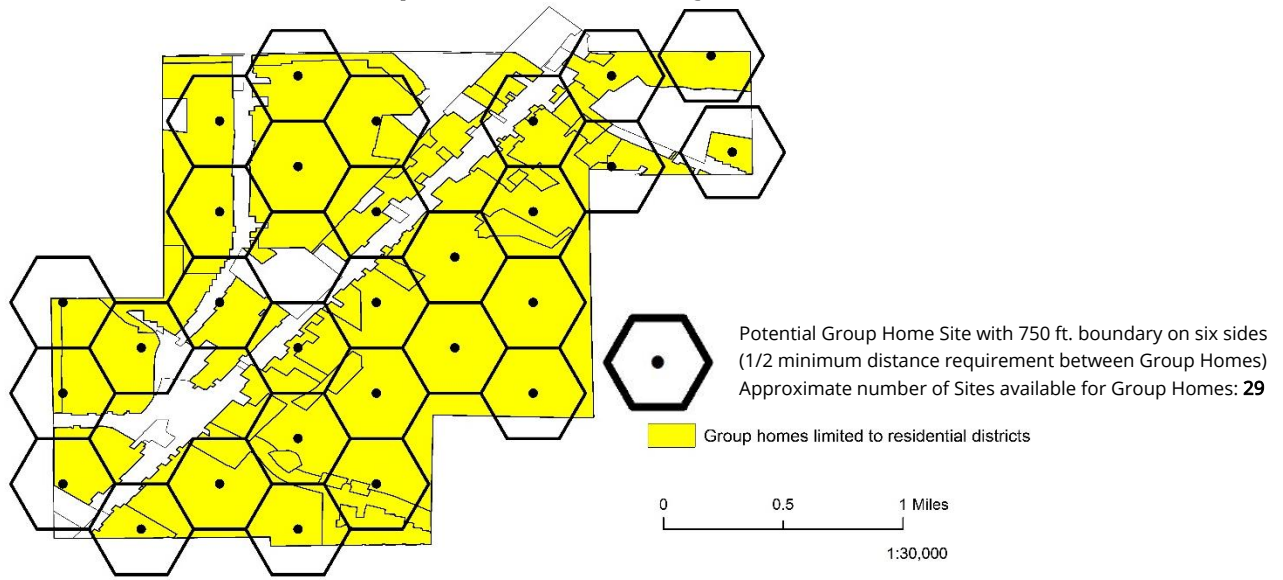 Potential Group Home Site with 750 ft. boundary on six sides
(1/2 minimum distance requirement between Group Homes)
Approximate number of Sites available for Group Homes: 29
Group homes limited to residential districts
0 0.5 1 Miles
1:30,000